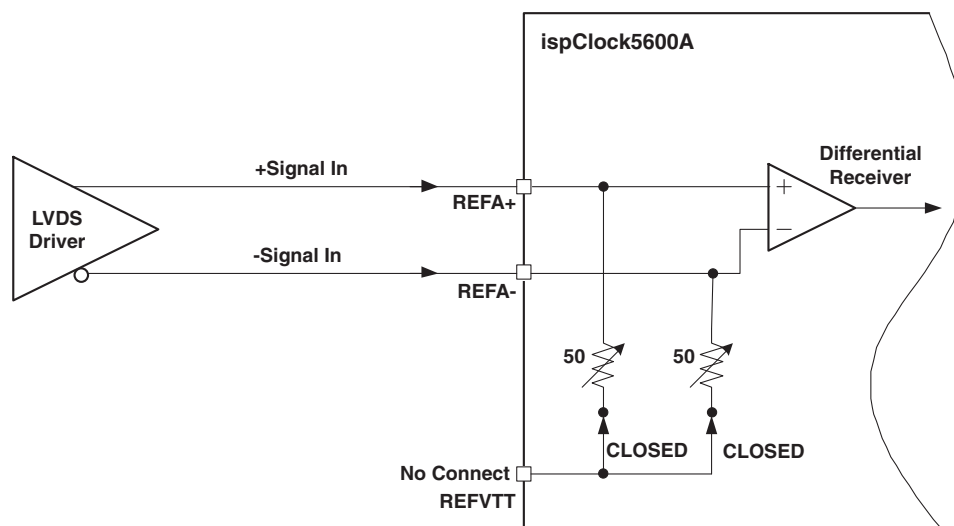 ispClock5600A
+Signal In
Differential
Receiver
REFA+
+
LVDS
Driver
−
-Signal In
REFA-
50
50
CLOSED
CLOSED
No Connect
REFVTT